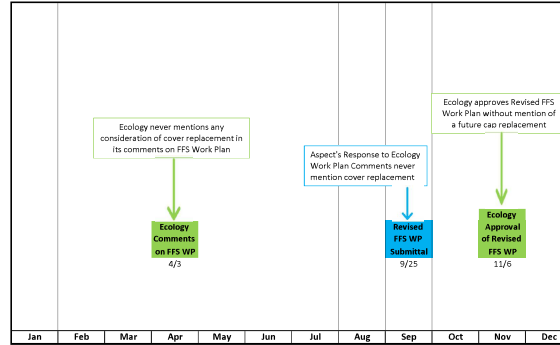 Ecology never mentions any
consideration of cover replacement in
its comments on FFS Work Plan
Aspect's Response to Ecology
Work Plan Comments never
mention cover replacement
Ecology approves Revised FFS
Work Plan without mention of
a future cap replacement
Ecology
Comments
on FFS WP
4/3
Revised
FFS WP
Submittal
9/25
Ecology
Approval
of Revised
FFS WP
11/6
Jan Feb Mar Apr May Jun Jul Aug Sep Oct Nov Dec